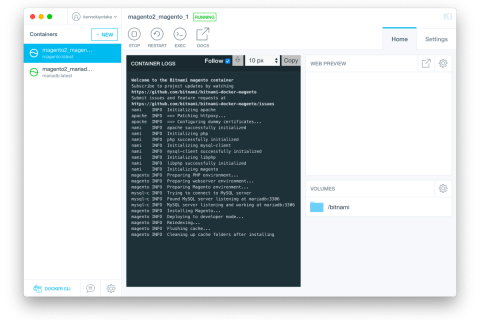 magento2_magento_1 RUNNING
Containers
+ NEW
magento2_magen...
magento:latest
magento2_mariad...
mariadb:latest
STOP RESTART EXEC DOCS
Home Settings
CONTAINER LOGS Follow 10 px Copy
Welcome to the Bitnami magento container
Subscribe to project updates by watching
https://github.com/bitnami/bitnami-docker-magento
Submit issues and feature requests at
https://github.com/bitnami/bitnami-docker-magento/issues
nami INFO Initializing apache
apache INFO ==> Patching httpoxy...
apache INFO ==> Configuring dummy certificates...
nami INFO apache successfully initialized
nami INFO Initializing php
nami INFO php successfully initialized
nami INFO Initializing mysql-client
nami INFO mysql-client successfully initialized
nami INFO Initializing libphp
nami INFO libphp successfully initialized
nami INFO Initializing magento
magento INFO Preparing PHP environment...
magento INFO Preparing webserver environment...
magento INFO Preparing Magento environment...
mysql-c INFO Trying to connect to MySQL server
mysql-c INFO Found MySQL server listening at mariadb:3306
mysql-c INFO MySQL server listening and working at mariadb:3306
magento INFO Installing Magento...
magento INFO Deploying to developer mode...
magento INFO Reindexing...
magento INFO Flushing cache...
magento INFO Cleaning up cache folders after installing
WEB PREVIEW
VOLUMES
/bitnami
DOCKER CLI